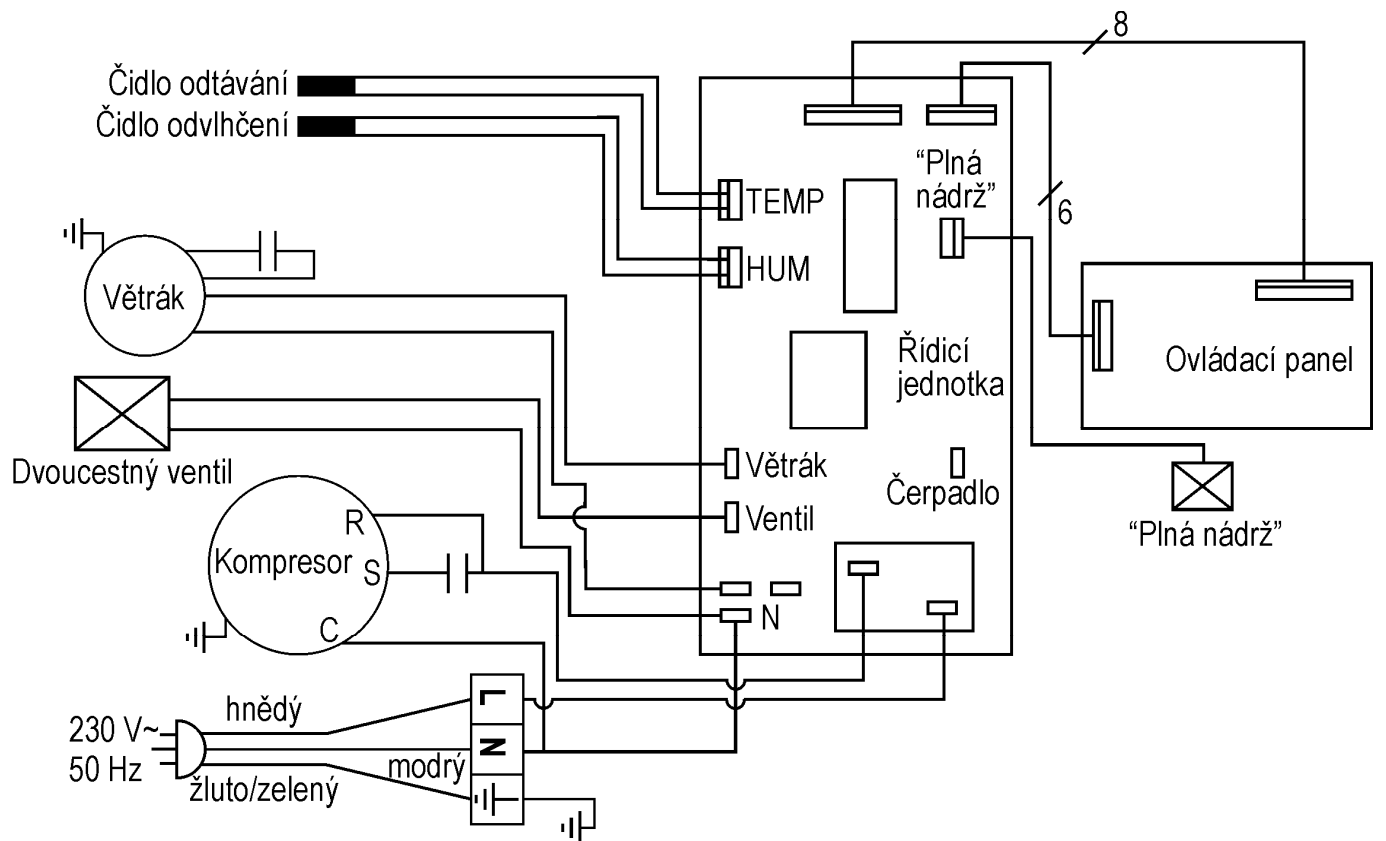 8
Čidlo odtávání
Čidlo odvlhčení
“Plná
nádrž”
TEMP
6
HUM
Větrák
Řídicí
jednotka
Ovládací panel
Dvoucestný ventil
Větrák
Čerpadlo
Ventil
“Plná nádrž”
R
Kompresor
S
C
N
L
hnědý
230 V~
N
modrý
50 Hz
žluto/zelený